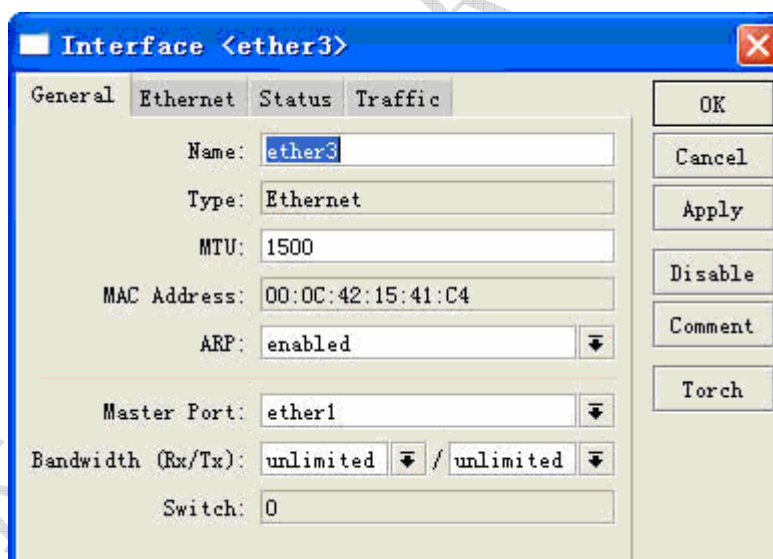 Interface <ether3>
General Ethernet Status Traffic
OK
Cancel
Apply
Disable
Comment
Torch
Name: ether3
Type: Ethernet
MTU: 1500
MAC Address: 00:0C:42:15:41:C4
ARP: enabled
Master Port: ether1
Bandwidth (Rx/Tx): unlimited / unlimited
Switch: 0